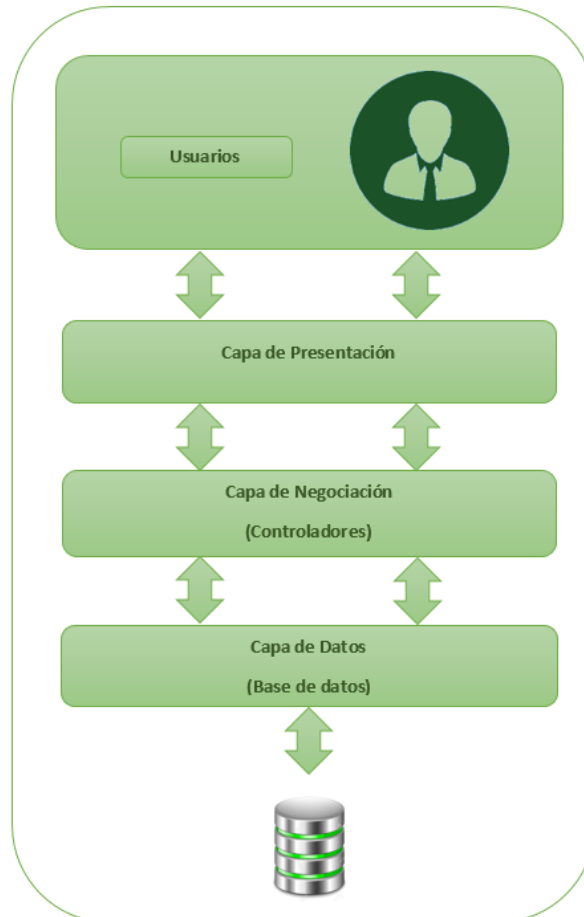 Usuarios
Capa de Presentación
Capa de Negociación
(Controladores)
Capa de Datos
(Base de datos)